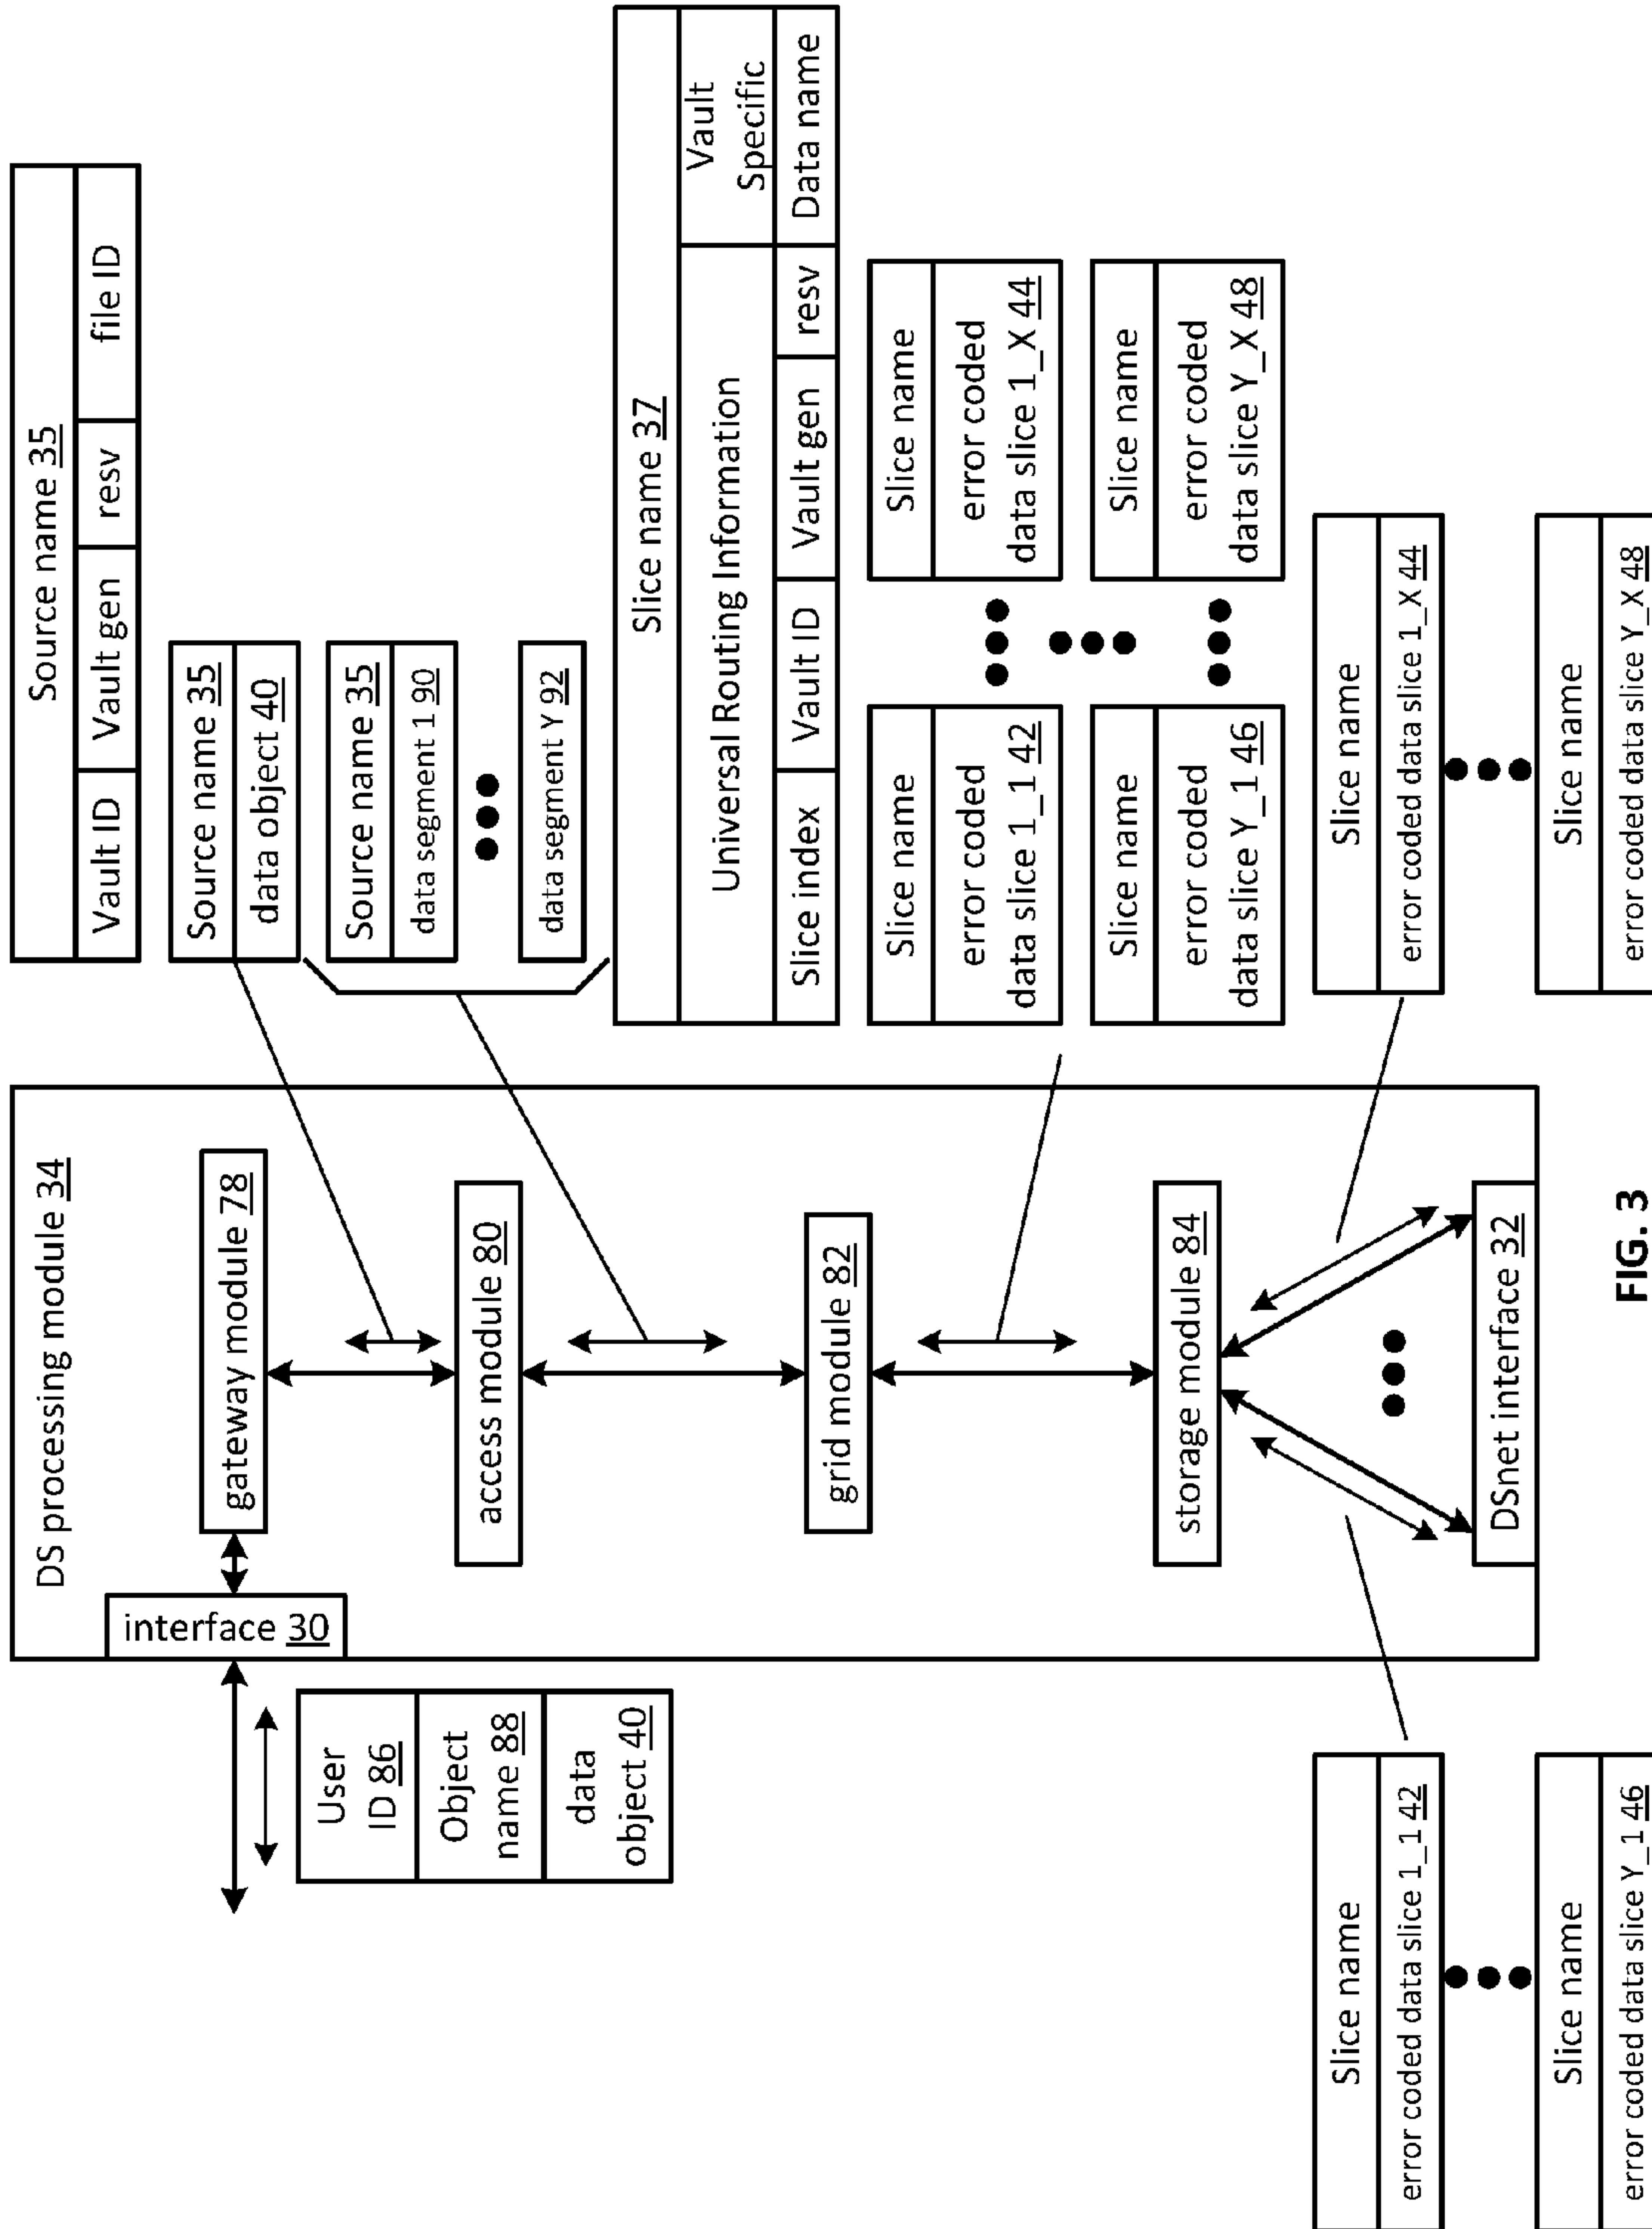 DS processing module 34
interface 30
gateway module 78
access module 80
grid module 82
storage module 84
DSnet interface 32
User
ID 86
Object
name 88
data
object 40
Source name 35
Vault ID
Vault gen
resv
file ID
Source name 35
data object 40
Source name 35
data segment 1 90
data segment Y 92
Slice name 37
Universal Routing Information
Vault
Specific
Slice index
Vault ID
Vault gen
resv
Data name
Slice name
error coded
data slice 1_1 42
Slice name
error coded
data slice 1_X 44
Slice name
error coded
data slice Y_1 46
Slice name
error coded
data slice Y_X 48
Slice name
error coded data slice 1_1 42
Slice name
error coded data slice Y_1 46
Slice name
error coded data slice 1_X 44
Slice name
error coded data slice Y_X 48
FIG. 3